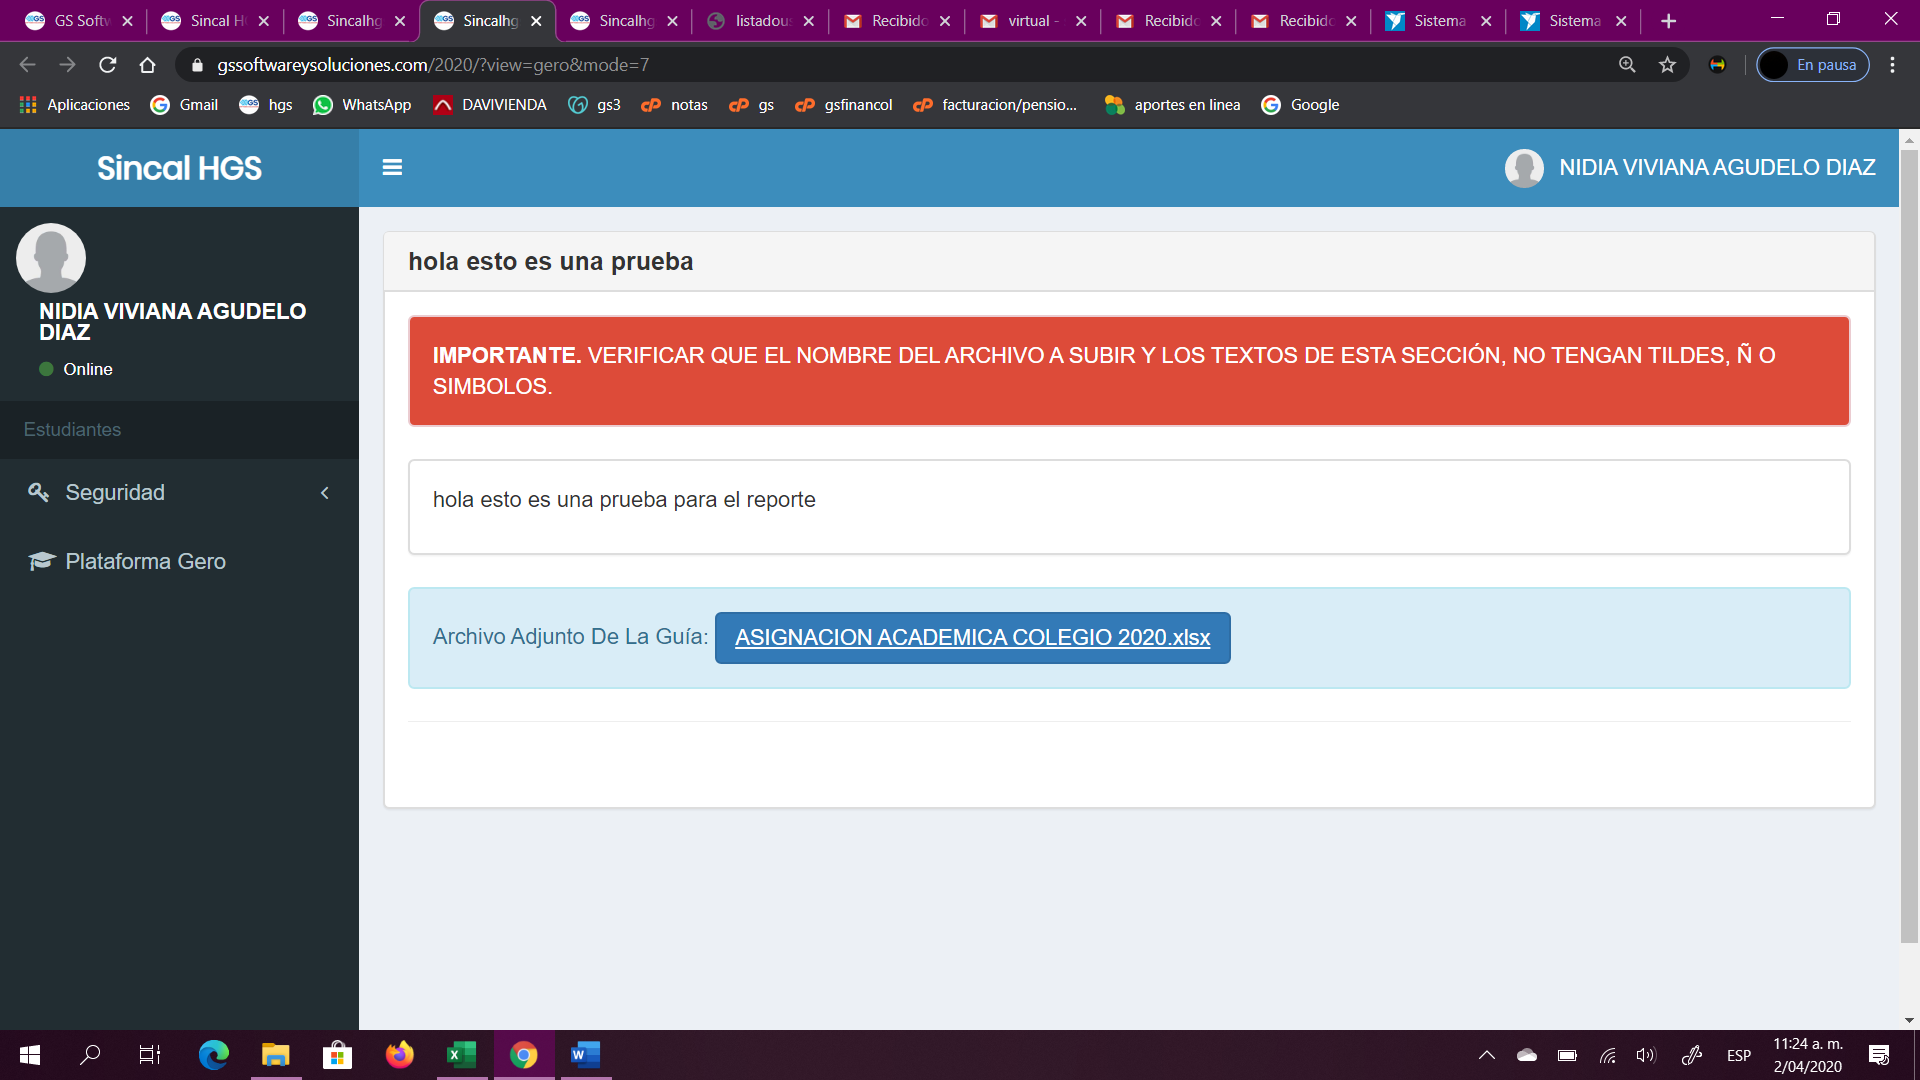 GS Softw
Sincal H
Sincalhg
Sincalhg
Sincalhg
listadou
Recibido
virtual -
Recibido
Recibido
Sistema
Sistema
gssoftwareysoluciones.com/2020/?view=gero&mode=7
En pausa
Aplicaciones
Gmail
hgs
WhatsApp
DAVIVIENDA
gs3
notas
gs
gsfinancol
facturacion/pensio...
aportes en linea
Google
Sincal HGS
NIDIA VIVIANA AGUDELO DIAZ
NIDIA VIVIANA AGUDELO
DIAZ
Online
Estudiantes
Seguridad
Plataforma Gero
hola esto es una prueba
IMPORTANTE. VERIFICAR QUE EL NOMBRE DEL ARCHIVO A SUBIR Y LOS TEXTOS DE ESTA SECCIÓN, NO TENGAN TILDES, Ñ O
SIMBOLOS.
hola esto es una prueba para el reporte
Archivo Adjunto De La Guía: ASIGNACION ACADEMICA COLEGIO 2020.xlsx
ESP
11:24 a. m.
2/04/2020